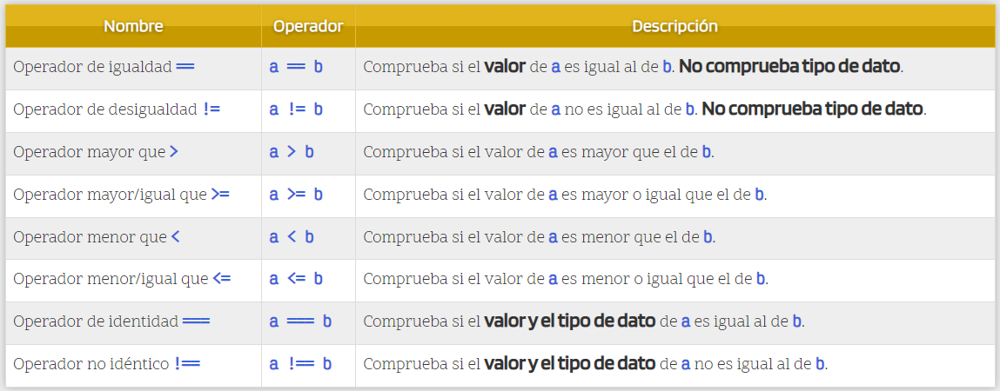 Nombre Operador Descripción
Operador de igualdad == a == b Comprueba si el valor de a es igual al de b. No comprueba tipo de dato.
Operador de desigualdad != a != b Comprueba si el valor de a no es igual al de b. No comprueba tipo de dato.
Operador mayor que > a > b Comprueba si el valor de a es mayor que el de b.
Operador mayor/igual que >= a >= b Comprueba si el valor de a es mayor o igual que el de b.
Operador menor que < a < b Comprueba si el valor de a es menor que el de b.
Operador menor/igual que <= a <= b Comprueba si el valor de a es menor o igual que el de b.
Operador de identidad === a === b Comprueba si el valor y el tipo de dato de a es igual al de b.
Operador no idéntico !== a !== b Comprueba si el valor y el tipo de dato de a no es igual al de b.